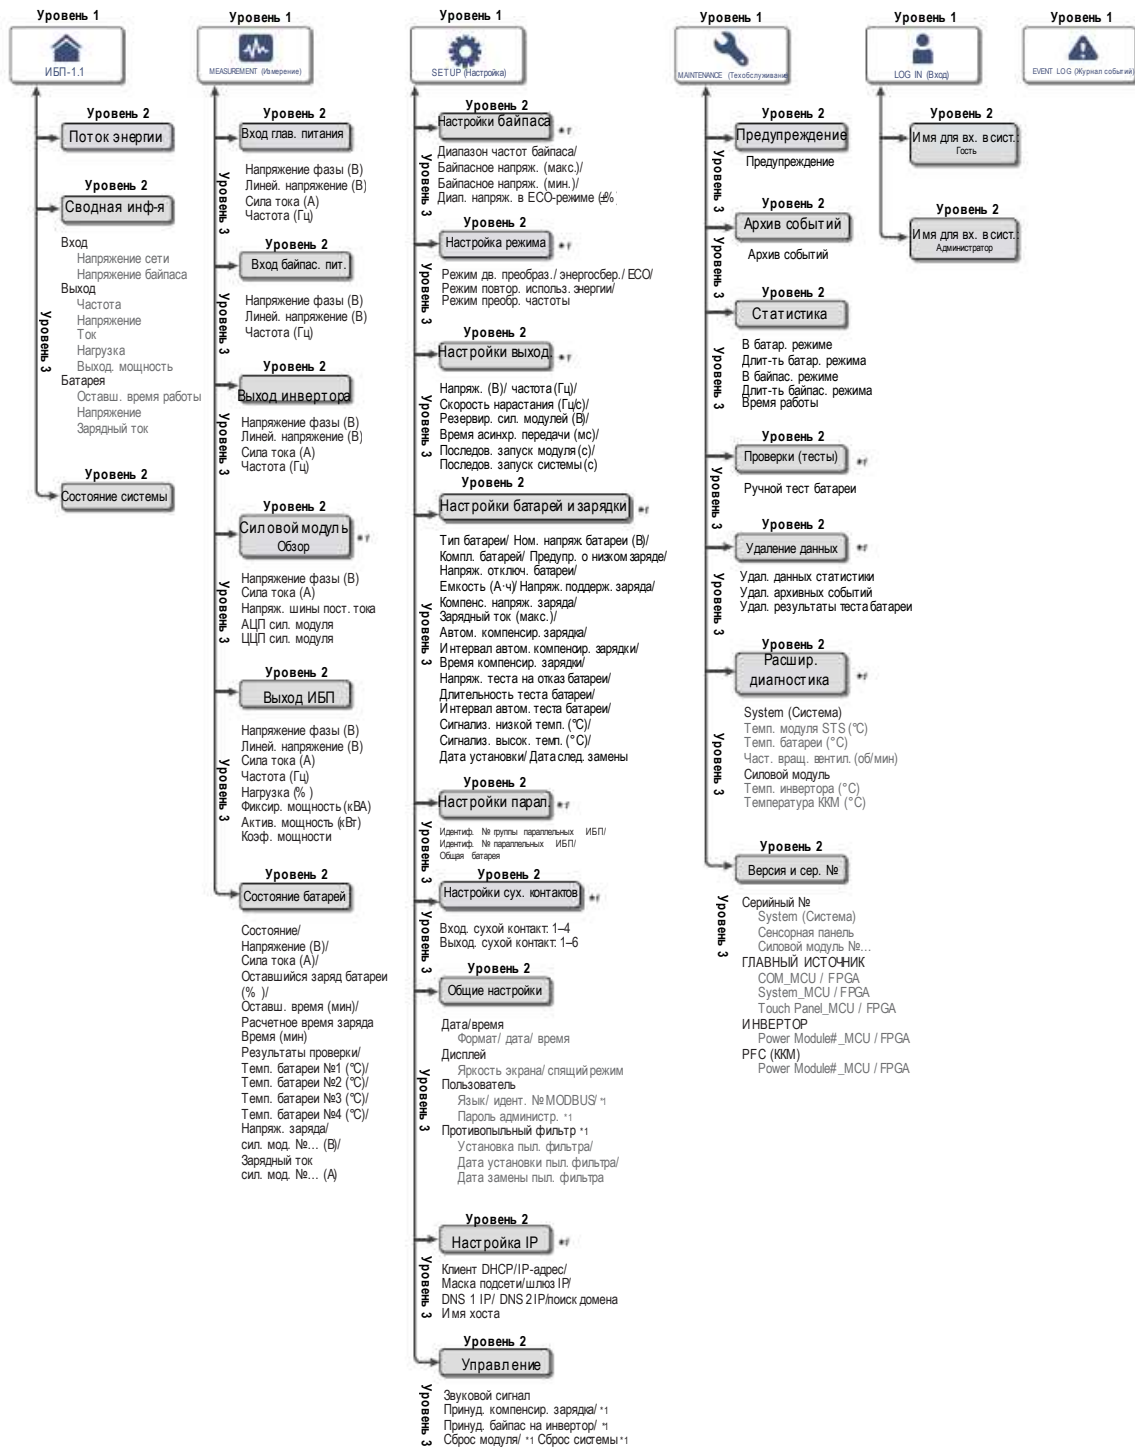 Уровень 1
ИБП-1.1
Уровень 2
Поток энергии
Уровень 2
Сводная инф-я
Уровень 3
Вход
Напряжение сети
Напряжение байпаса
Выход
Частота
Напряжение
Ток
Нагрузка
Выход. мощность
Батарея
Оставш. время работы
Напряжение
Зарядный ток
Уровень 2
Состояние системы
Уровень 1
MEASUREMENT (Измерение)
Уровень 2
Вход глав. питания
Уровень 3
Напряжение фазы (В)
Линей. напряжение (В)
Сила тока (А)
Частота (Гц)
Уровень 2
Вход байпас. пит.
Уровень 3
Напряжение фазы (В)
Линей. напряжение (В)
Частота (Гц)
Уровень 2
Выход инвертора
Уровень 3
Напряжение фазы (В)
Линей. напряжение (В)
Сила тока (А)
Частота (Гц)
Уровень 2
Силовой модуль
Обзор
Уровень 3
Напряжение фазы (В)
Сила тока (А)
Напряж. шины пост. тока
АЦП сил. модуля
ЦЦП сил. модуля
Уровень 2
Выход ИБП
Уровень 3
Напряжение фазы (В)
Линей. напряжение (В)
Сила тока (А)
Частота (Гц)
Нагрузка (% )
Фиксир. мощность (кВА)
Актив. мощность (кВт)
Коэф. мощности
Уровень 2
Состояние батарей
Состояние/
Напряжение (В)/
Сила тока (А)/
Оставшийся заряд батареи
(% )/
Оставш. время (мин)/
Расчетное время заряда
Время (мин)
Результаты проверки/
Темп. батареи №1 (°C)/
Темп. батареи №2 (°C)/
Темп. батареи №3 (°C)/
Темп. батареи №4 (°C)/
Напряж. заряда/
сил. мод. №… (В)/
Зарядный ток
сил. мод. №… (А)
Уровень 1
SETUP (Настройка)
Уровень 2
Настройки байпаса
Уровень 3
Диапазон частот байпаса/
Байпасное напряж. (макс.)/
Байпасное напряж. (мин.)/
Диап. напряж. в ECO-режиме (±%)
Уровень 2
Настройка режима
Уровень 3
Режим дв. преобраз./ энергосбер./ ECO/
Режим повтор. использ. энергии/
Режим преобр. частоты
Уровень 2
Настройки выход.
Уровень 3
Напряж. (В)/ частота (Гц)/
Скорость нарастания (Гц/с)/
Резервир. сил. модулей (В)/
Время асинхр. передачи (мс)/
Последов. запуск модуля (с)/
Последов. запуск системы (с)
Уровень 2
Настройки батарей и зарядки
Уровень 3
Тип батареи/ Ном. напряж батареи (В)/
Компл. батарей/ Предупр. о низком заряде/
Напряж. отключ. батареи/
Емкость (А·ч)/ Напряж. поддерж. заряда/
Компенс. напряж. заряда/
Зарядный ток (макс.)/
Автом. компенсир. зарядка/
Интервал автом. компенсир. зарядки/
Время компенсир. зарядки/
Напряж. теста на отказ батареи/
Длительность теста батареи/
Интервал автом. теста батареи/
Сигнализ. низкой темп. (°C)/
Сигнализ. высок. темп. (°C)/
Дата установки/ Дата след. замены
Уровень 2
Настройки парал.
Уровень 3
Идентиф. № группы параллельных ИБП/
Идентиф. № параллельных ИБП/
Общая батарея
Уровень 2
Настройки сух. контактов
Уровень 3
Вход. сухой контакт: 1–4
Выход. сухой контакт: 1–6
Уровень 2
Общие настройки
Уровень 3
Дата/время
Формат/ дата/ время
Дисплей
Яркость экрана/ спящий режим
Пользователь
Язык/ идент. № MODBUS/ *1
Пароль администр. *1
Противопыльный фильтр *1
Установка пыл. фильтра/
Дата установки пыл. фильтра/
Дата замены пыл. фильтра
Уровень 2
Настройка IP
Уровень 3
Клиент DHCP/IP-адрес/
Маска подсети/шлюз IP/
DNS 1 IP/ DNS 2 IP/поиск домена
Имя хоста
Уровень 2
Управление
Уровень 3
Звуковой сигнал
Принуд. компенсир. зарядка/ *1
Принуд. байпас на инвертор/ *1
Сброс модуля/ *1 Сброс системы *1
Уровень 1
MAINTENANCE (Техобслуживание
Уровень 2
Предупреждение
Уровень 3
Предупреждение
Уровень 2
Архив событий
Уровень 3
Архив событий
Уровень 2
Статистика
Уровень 3
В батар. режиме
Длит-ть батар. режима
В байпас. режиме
Длит-ть байпас. режима
Время работы
Уровень 2
Проверки (тесты)
Уровень 3
Ручной тест батареи
Уровень 2
Удаление данных
Уровень 3
Удал. данных статистики
Удал. архивных событий
Удал. результаты теста батареи
Уровень 2
Расшир.
диагностика
Уровень 3
System (Система)
Темп. модуля STS (°C)
Темп. батареи (°C)
Част. вращ. вентил. (об/мин)
Силовой модуль
Темп. инвертора (°C)
Температура ККМ (°C)
Уровень 2
Версия и сер. №
Уровень 3
Серийный №
System (Система)
Сенсорная панель
Силовой модуль №…
ГЛАВНЫЙ ИСТОЧНИК
COM_MCU / FPGA
System_MCU / FPGA
Touch Panel_MCU / FPGA
ИНВЕРТОР
Power Module#_MCU / FPGA
PFC (ККМ)
Power Module#_MCU / FPGA
Уровень 1
LOG IN (Вход)
Уровень 2
Имя для вх. в сист.:
Гость
Уровень 2
Имя для вх. в сист.:
Администратор
Уровень 1
EVENT LOG (Журнал событий)